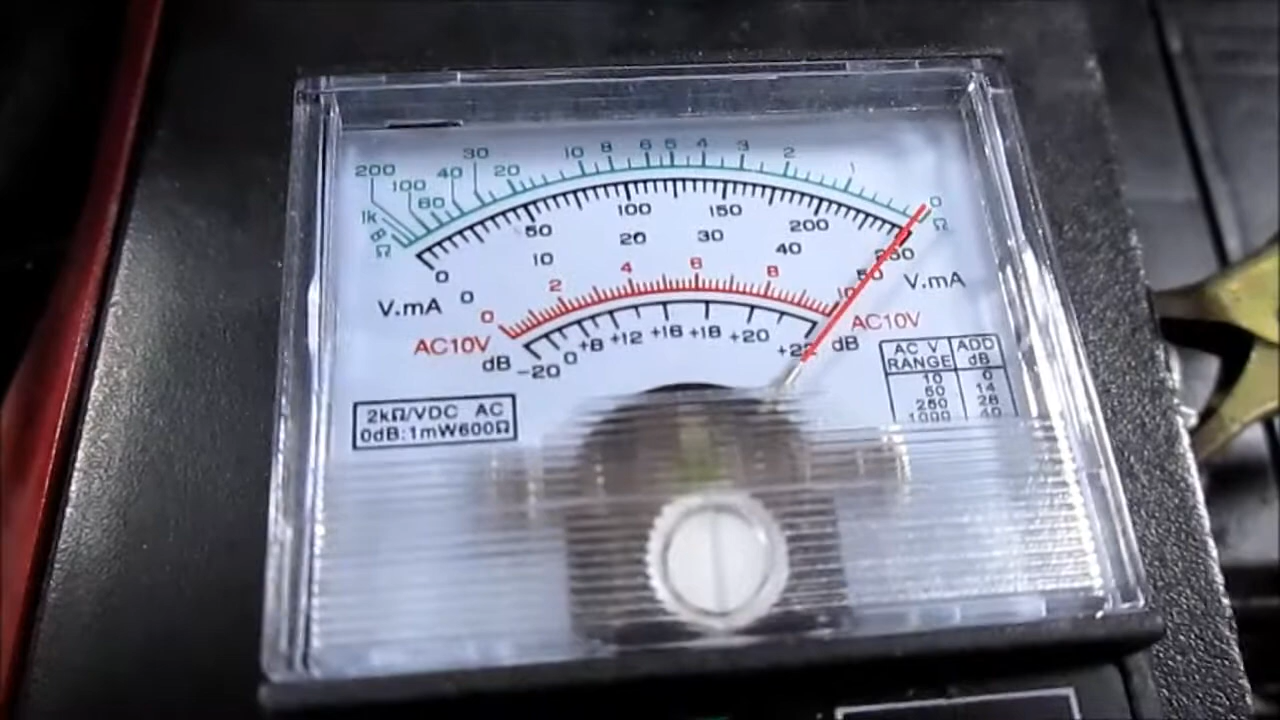 200 1k ∞ Ω 100 60 40 30 20 10 8 6 5 4 3 2 1 0 Ω
0 50 100 150 200 250
V.mA 0 10 20 30 40 50 V.mA
AC10V 0 2 4 6 8 10 AC10V
dB -20 0 +8 +12 +16 +18 +20 +22 dB
2kΩ/VDC AC
0dB:1mW600Ω
AC V RANGE ADD dB
10 0
50 14
250 28
1000 40